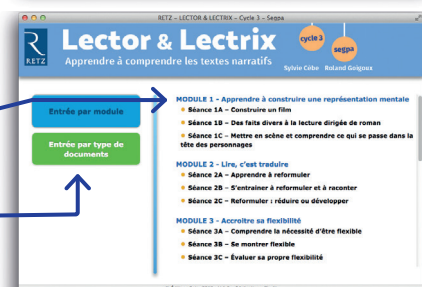 RETZ – LECTOR & LECTRIX – Cycle 3 – Segpa
R
RETZ
Lector & Lectrix
Apprendre à comprendre les textes narratifs
cycle 3
segpa
Sylvie Cèbe Roland Goigoux
Entrée par module
Entrée par type de
documents
MODULE 1 - Apprendre à construire une représentation mentale
• Séance 1A – Construire un film
• Séance 1B – Des faits divers à la lecture dirigée de roman
• Séance 1C – Mettre en scène et comprendre ce qui se passe dans la
tête des personnages
MODULE 2 – Lire, c'est traduire
• Séance 2A – Apprendre à reformuler
• Séance 2B – S'entrainer à reformuler et à raconter
• Séance 2C – Reformuler : réduire ou développer
MODULE 3 - Accroitre sa flexibilité
• Séance 3A – Comprendre la nécessité d'être flexible
• Séance 3B – Se montrer flexible
• Séance 3C – Évaluer sa propre flexibilité